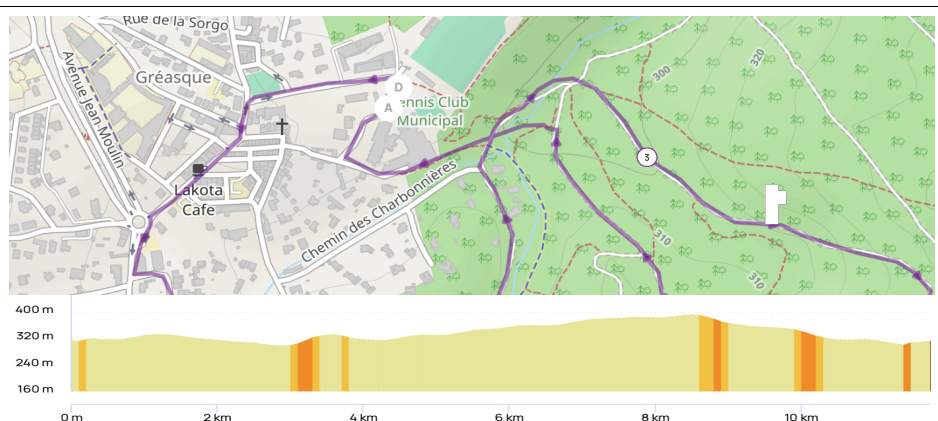 Rue de la Sorgo
Avenue Jean Moulin
Gréasque
D
A
ennis Club
Municipal
Lakota
Cafe
Chemin des Charbonnières
300
320
3
310
310
400 m
320 m
240 m
160 m
0 m
2 km
4 km
6 km
8 km
10 km